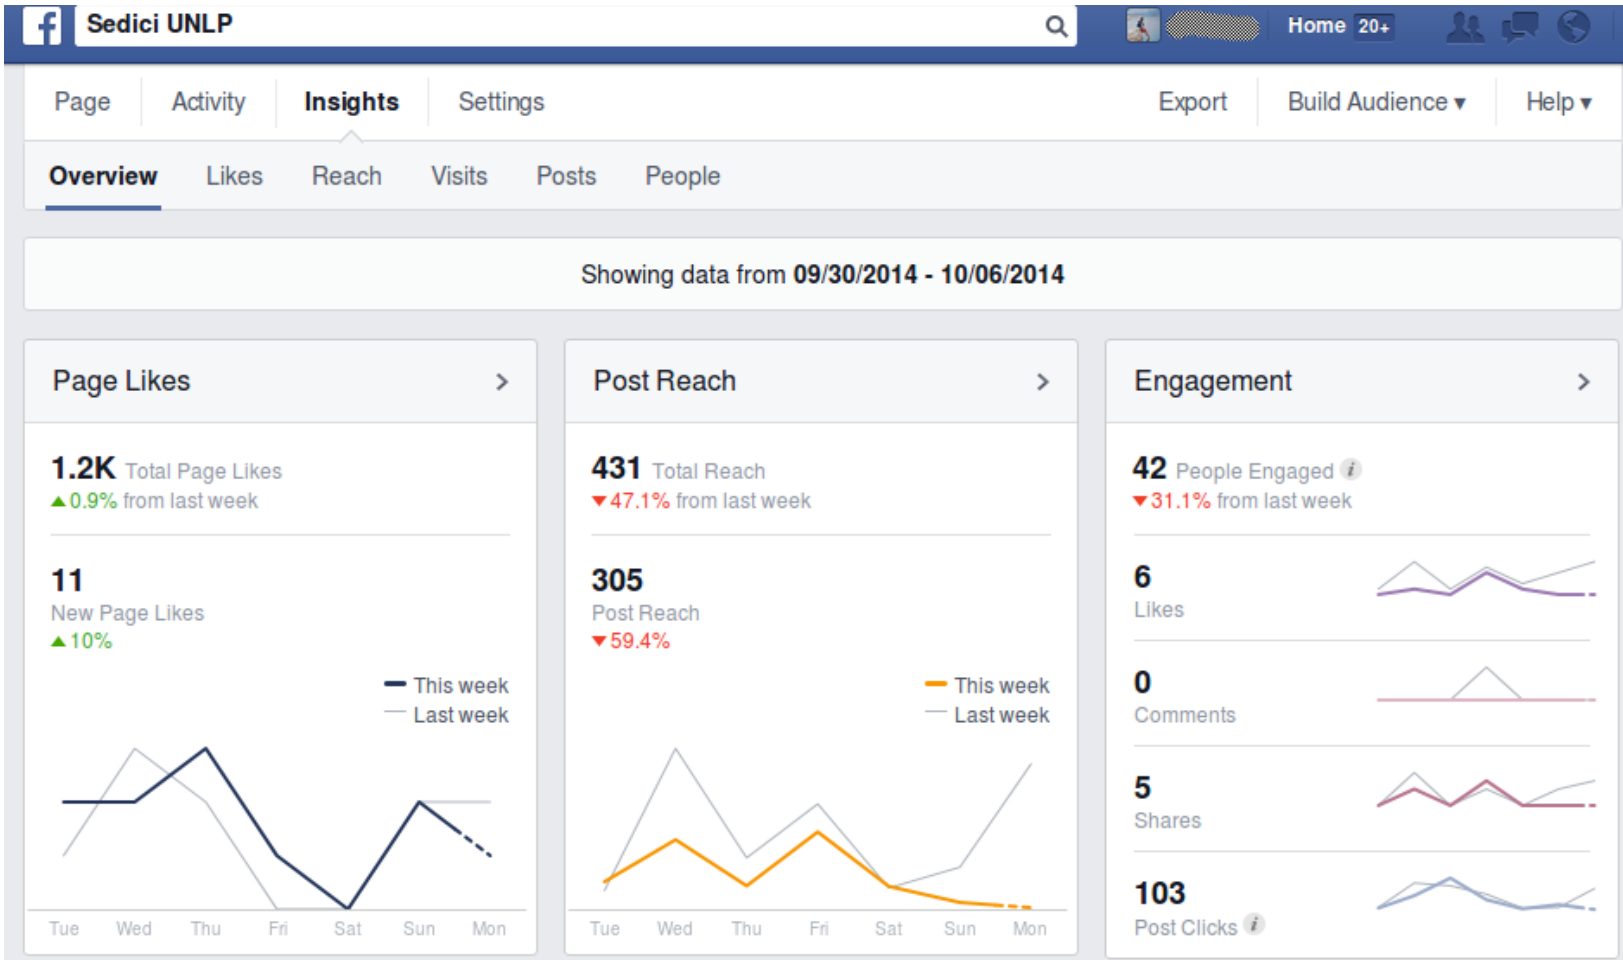 f Sedici UNLP Home 20+
Page Activity Insights Settings Export Build Audience ▾ Help ▾
Overview Likes Reach Visits Posts People
Showing data from 09/30/2014 - 10/06/2014
Page Likes >
1.2K Total Page Likes
▲0.9% from last week
11
New Page Likes
▲10%
This week
Last week
Tue Wed Thu Fri Sat Sun Mon
Post Reach >
431 Total Reach
▼47.1% from last week
305
Post Reach
▼59.4%
This week
Last week
Tue Wed Thu Fri Sat Sun Mon
Engagement >
42 People Engaged i
▼31.1% from last week
6
Likes
0
Comments
5
Shares
103
Post Clicks i